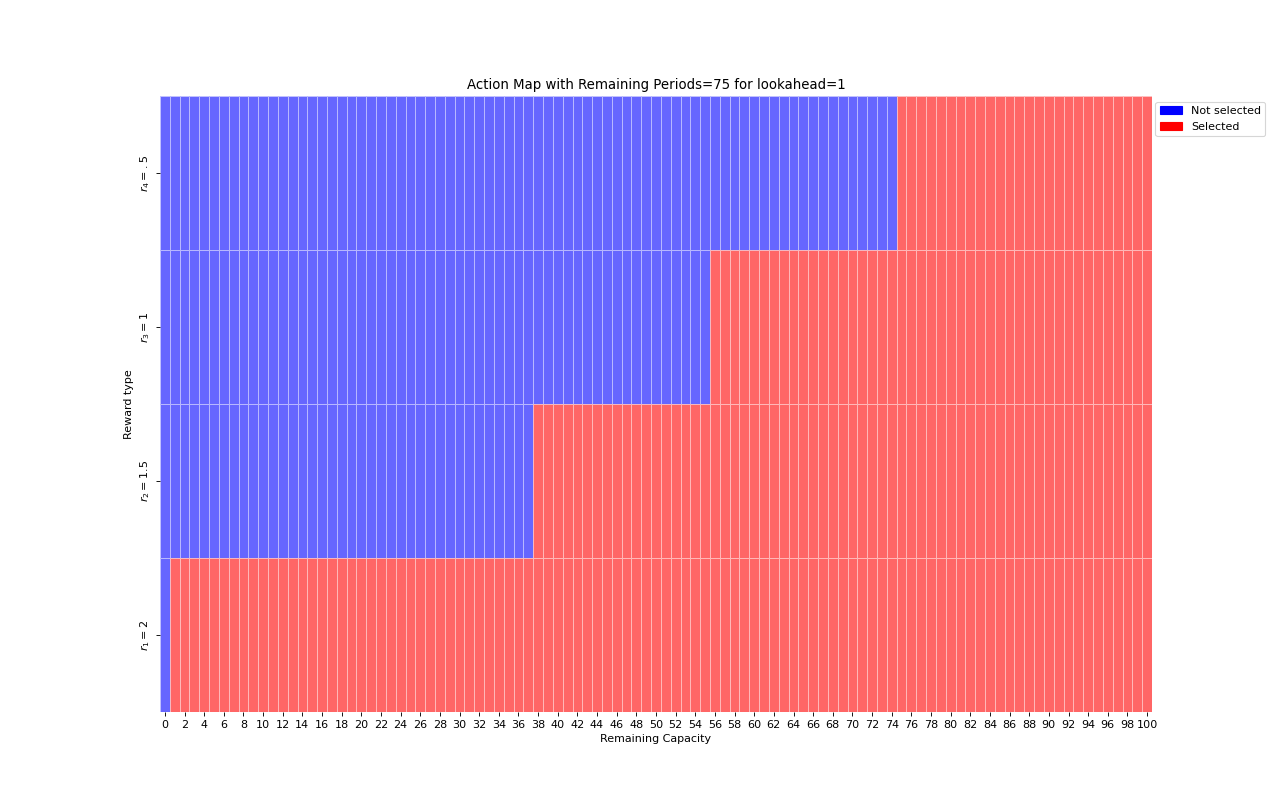 Action Map with Remaining Periods=75 for lookahead=1
Not selected
Selected
r₄ = .5
r₃ = 1
r₂ = 1.5
r₁ = 2
Reward type
0 2 4 6 8 10 12 14 16 18 20 22 24 26 28 30 32 34 36 38 40 42 44 46 48 50 52 54 56 58 60 62 64 66 68 70 72 74 76 78 80 82 84 86 88 90 92 94 96 98 100
Remaining Capacity